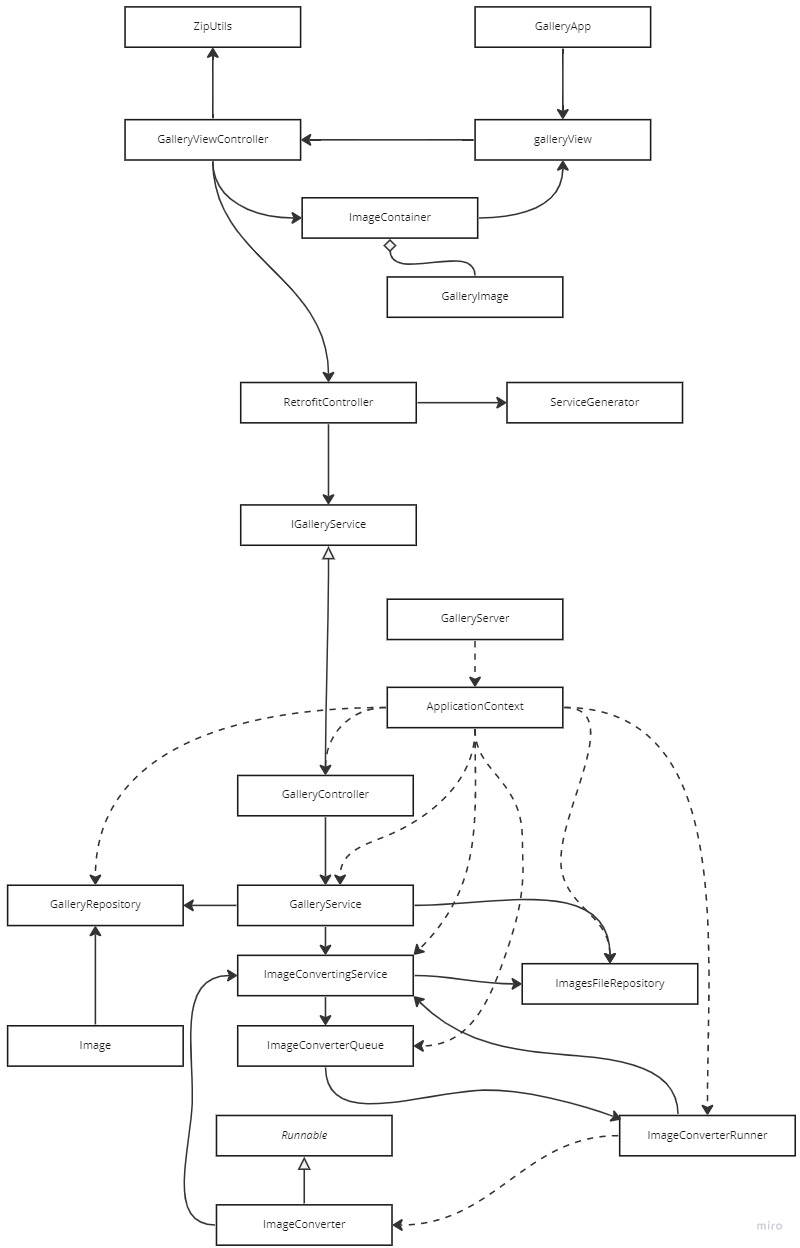 ZipUtils
GalleryApp
GalleryViewController
galleryView
ImageContainer
GalleryImage
RetrofitController
ServiceGenerator
IGalleryService
GalleryServer
ApplicationContext
GalleryController
GalleryRepository
GalleryService
ImageConvertingService
ImagesFileRepository
Image
ImageConverterQueue
Runnable
ImageConverterRunner
ImageConverter
miro